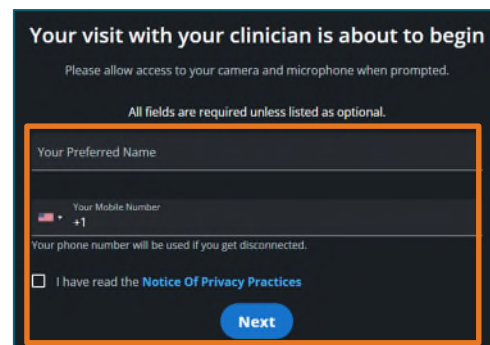 Your visit with your clinician is about to begin
Please allow access to your camera and microphone when prompted.
All fields are required unless listed as optional.
Your Preferred Name
Your Mobile Number
+1
Your phone number will be used if you get disconnected.
I have read the Notice Of Privacy Practices
Next